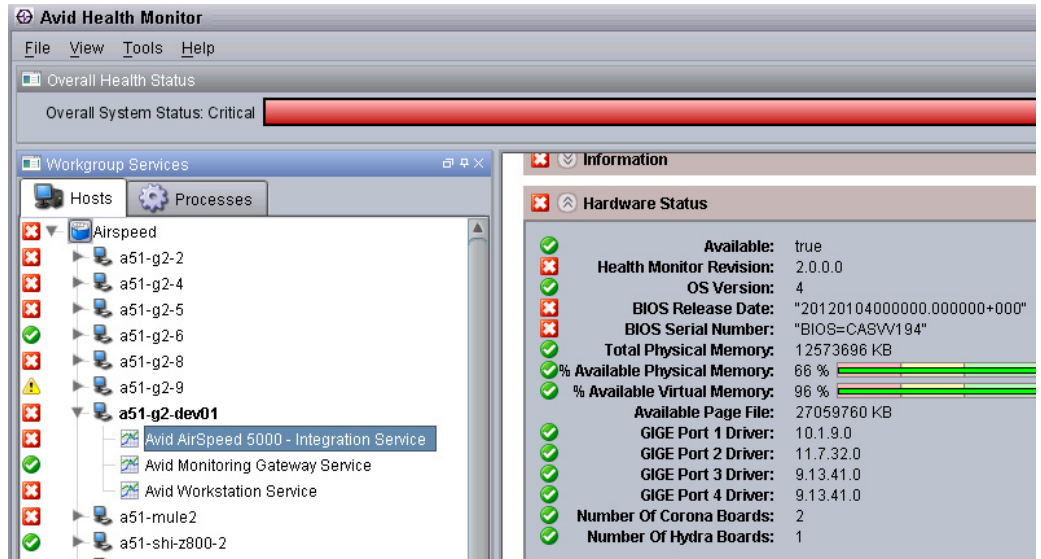 Avid Health Monitor
File View Tools Help
Overall Health Status
Overall System Status: Critical
Workgroup Services
Hosts Processes
Airspeed
a51-g2-2
a51-g2-4
a51-g2-5
a51-g2-6
a51-g2-8
a51-g2-9
a51-g2-dev01
Avid AirSpeed 5000 - Integration Service
Avid Monitoring Gateway Service
Avid Workstation Service
a51-mule2
a51-shi-z800-2
Information
Hardware Status
Available: true
Health Monitor Revision: 2.0.0.0
OS Version: 4
BIOS Release Date: "20120104000000.000000+000"
BIOS Serial Number: "BIOS=CASVV194"
Total Physical Memory: 12573696 KB
% Available Physical Memory: 66 %
% Available Virtual Memory: 96 %
Available Page File: 27059760 KB
GIGE Port 1 Driver: 10.1.9.0
GIGE Port 2 Driver: 11.7.32.0
GIGE Port 3 Driver: 9.13.41.0
GIGE Port 4 Driver: 9.13.41.0
Number Of Corona Boards: 2
Number Of Hydra Boards: 1